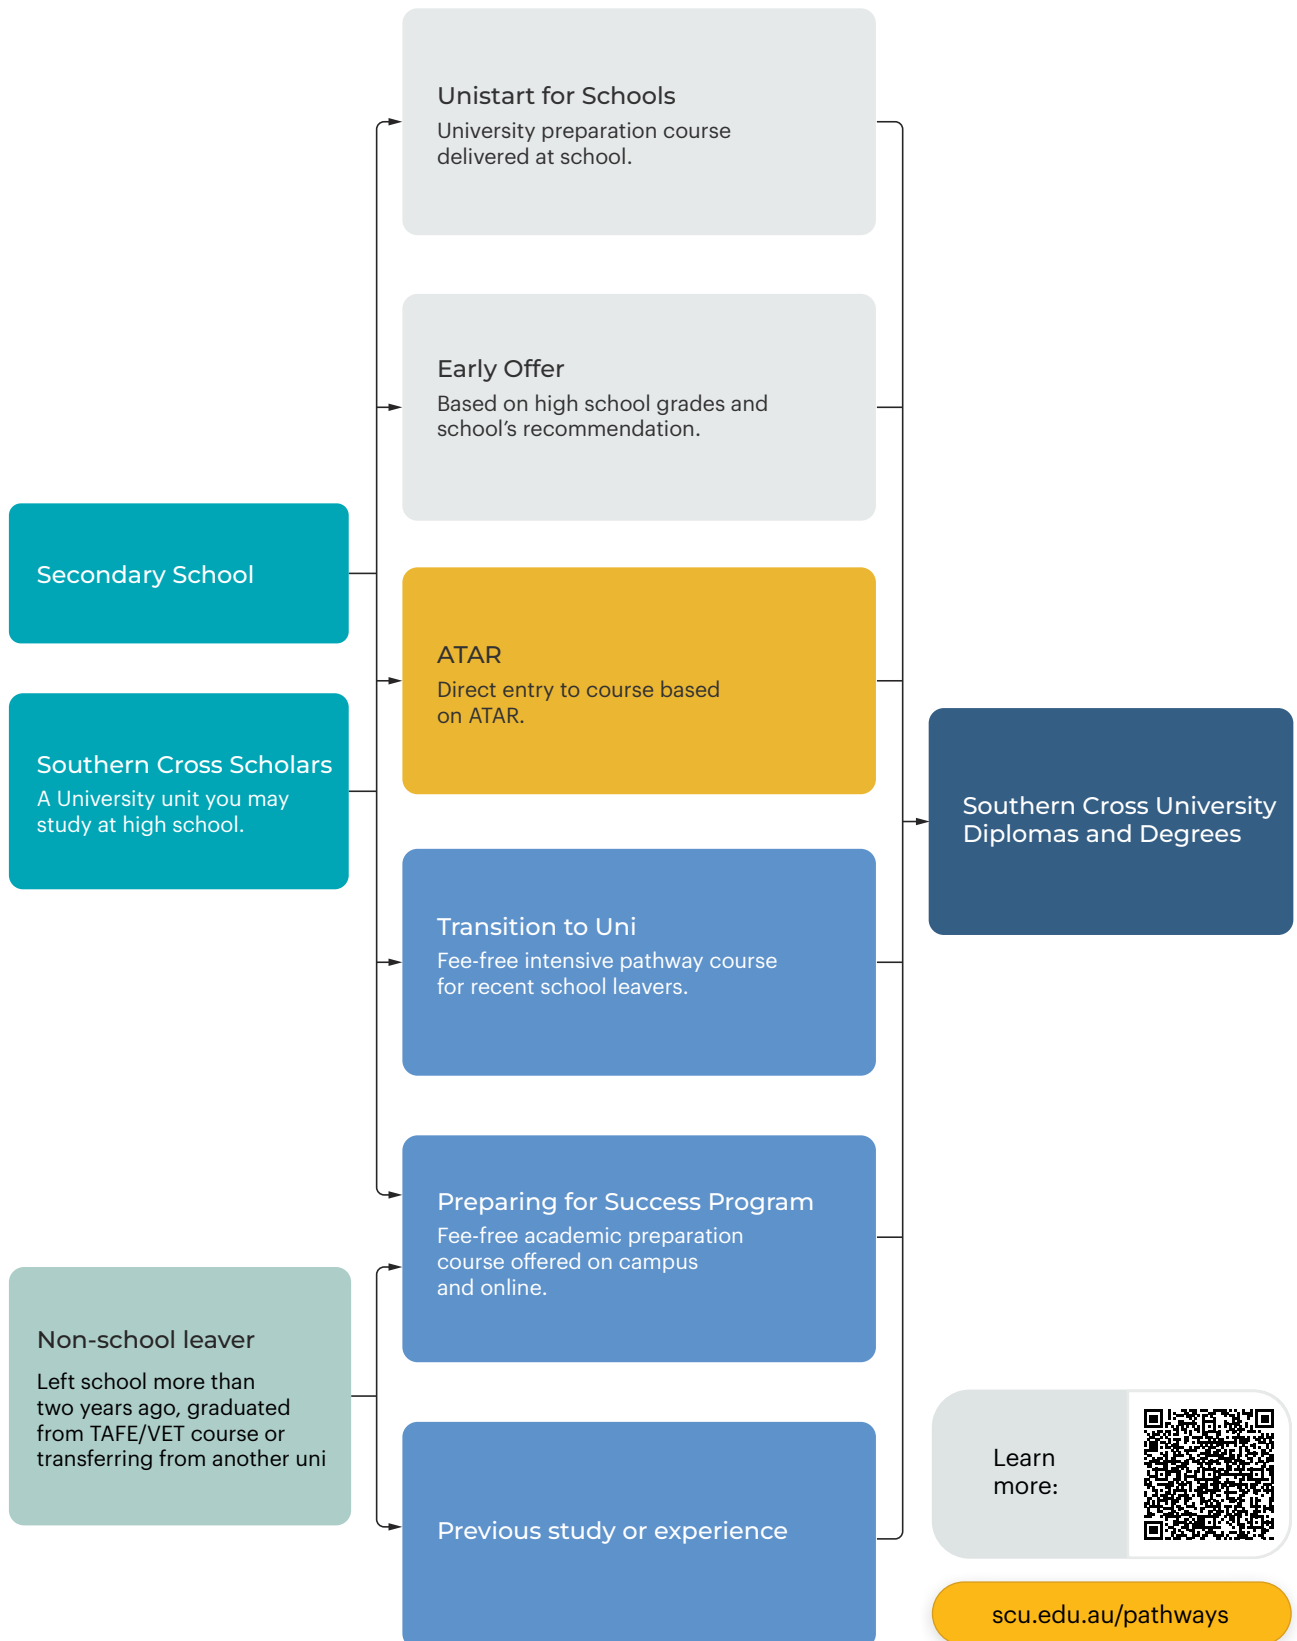 Unistart for Schools
University preparation course
delivered at school.
Early Offer
Based on high school grades and
school’s recommendation.
Secondary School
ATAR
Direct entry to course based
on ATAR.
Southern Cross Scholars
A University unit you may
study at high school.
Southern Cross University
Diplomas and Degrees
Transition to Uni
Fee-free intensive pathway course
for recent school leavers.
Preparing for Success Program
Fee-free academic preparation
course offered on campus
and online.
Non-school leaver
Left school more than
two years ago, graduated
from TAFE/VET course or
transferring from another uni
Previous study or experience
Learn
more:
scu.edu.au/pathways